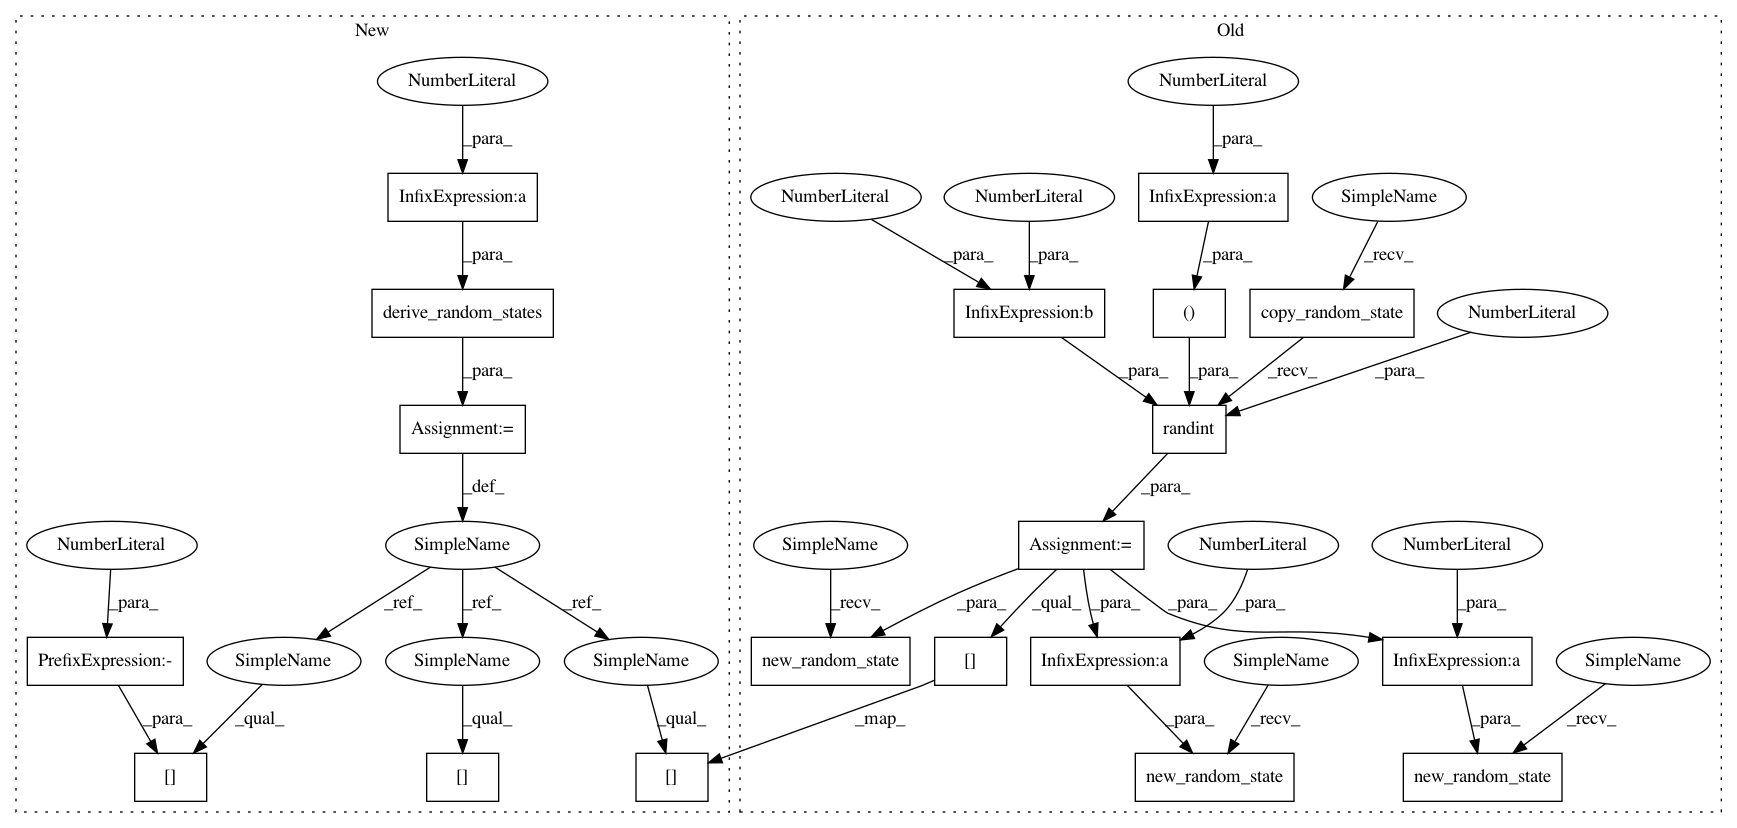 New
Old
NumberLiteral
NumberLiteral
_para_
_para_
InfixExpression:a
NumberLiteral
NumberLiteral
InfixExpression:a
SimpleName
_para_
_para_
_para_
_para_
_recv_
derive_random_states
InfixExpression:b
()
copy_random_state
NumberLiteral
_para_
_para_
_para_
_recv_
_para_
Assignment:=
randint
_def_
_para_
NumberLiteral
SimpleName
SimpleName
Assignment:=
NumberLiteral
NumberLiteral
_para_
_ref_
_ref_
_ref_
_recv_
_para_
_qual_
_para_
_para_
_para_
_para_
PrefixExpression:-
SimpleName
SimpleName
SimpleName
new_random_state
[]
InfixExpression:a
SimpleName
InfixExpression:a
SimpleName
_para_
_qual_
_qual_
_qual_
_map_
_para_
_recv_
_para_
_recv_
[]
[]
[]
new_random_state
new_random_state